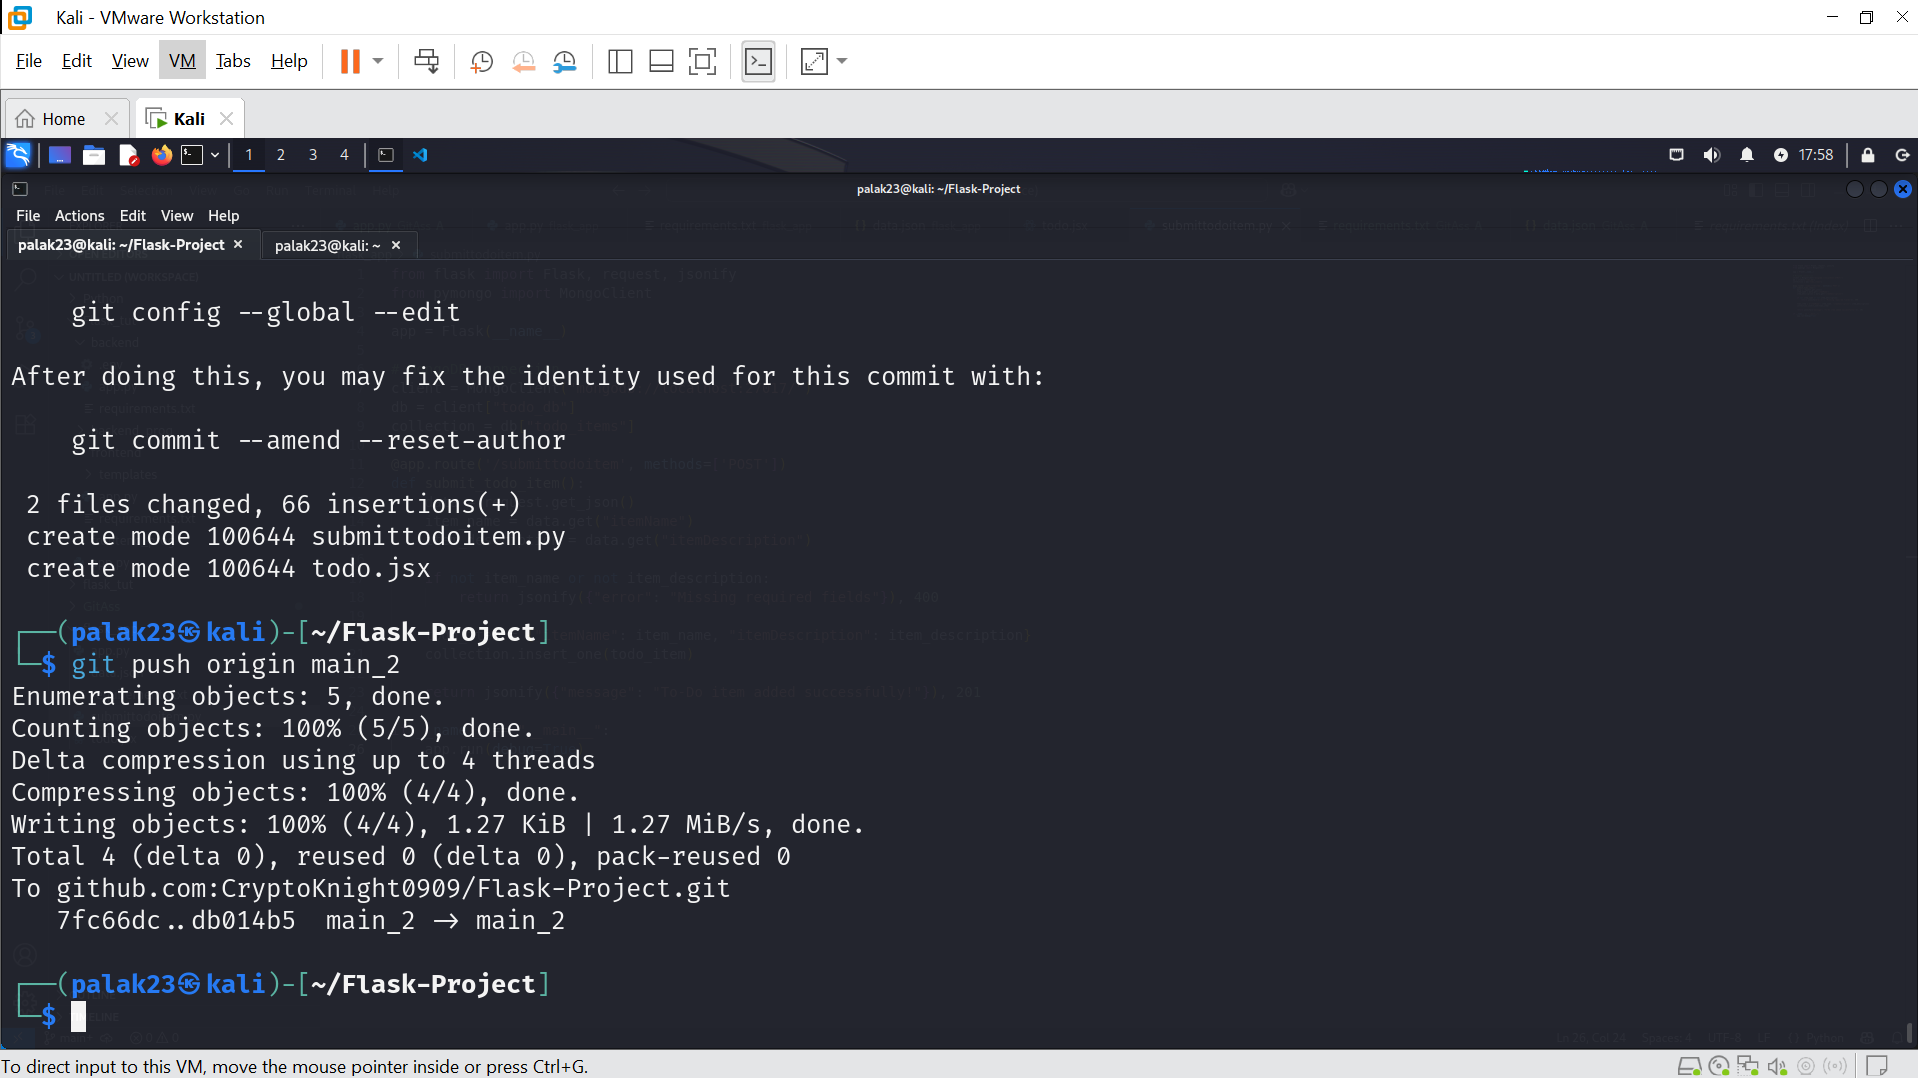 Kali - VMware Workstation
File Edit View VM Tabs Help
Home
Kali
1 2 3 4
17:58
palak23@kali: ~/Flask-Project
File Actions Edit View Help
palak23@kali: ~/Flask-Project
palak23@kali: ~
git config --global --edit
After doing this, you may fix the identity used for this commit with:
git commit --amend --reset-author
2 files changed, 66 insertions(+)
create mode 100644 submittodoitem.py
create mode 100644 todo.jsx
(palak23㉿kali)-[~/Flask-Project]
$ git push origin main_2
Enumerating objects: 5, done.
Counting objects: 100% (5/5), done.
Delta compression using up to 4 threads
Compressing objects: 100% (4/4), done.
Writing objects: 100% (4/4), 1.27 KiB | 1.27 MiB/s, done.
Total 4 (delta 0), reused 0 (delta 0), pack-reused 0
To github.com:CryptoKnight0909/Flask-Project.git
7fc66dc..db014b5  main_2 -> main_2
(palak23㉿kali)-[~/Flask-Project]
$
To direct input to this VM, move the mouse pointer inside or press Ctrl+G.